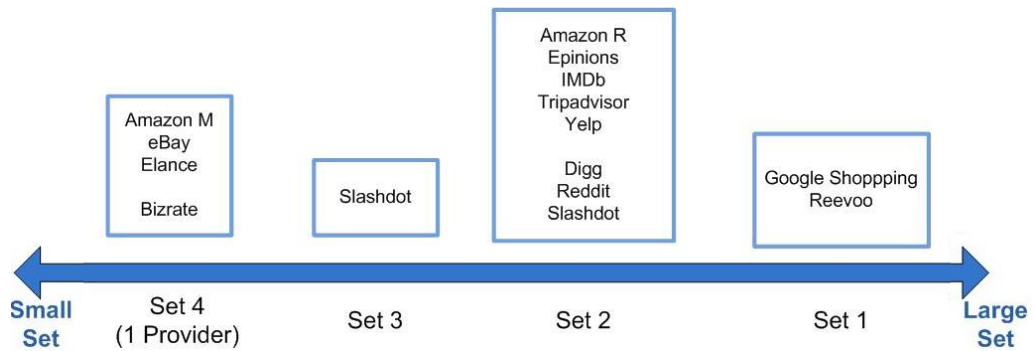 Amazon M
eBay
Elance
Bizrate
Slashdot
Amazon R
Epinions
IMDb
Tripadvisor
Yelp
Digg
Reddit
Slashdot
Google Shoppping
Reevoo
Small
Set
Set 4
(1 Provider)
Set 3
Set 2
Set 1
Large
Set